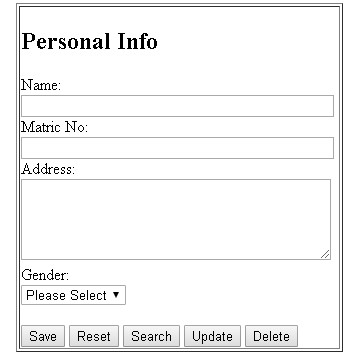 Personal Info
Name:
Matric No:
Address:
Gender:
Please Select
Save Reset Search Update Delete